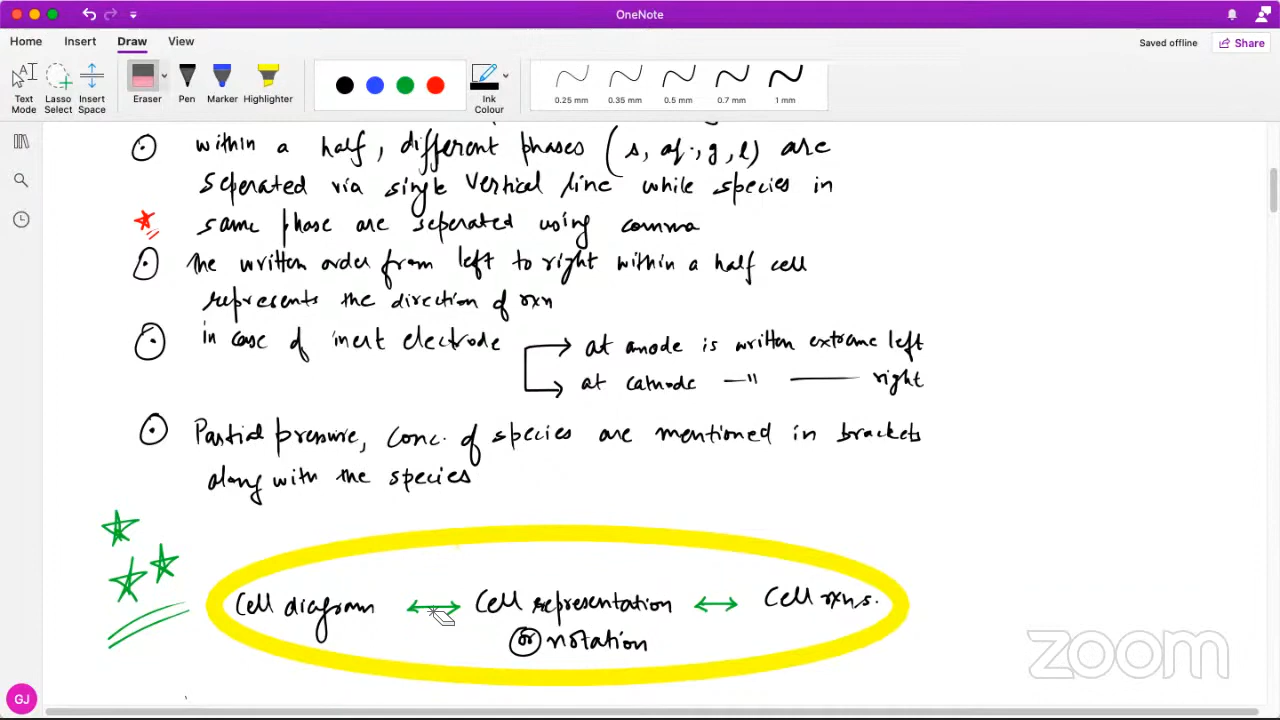 OneNote
Home Insert Draw View
Saved offline
Share
Text Mode
Lasso Select
Insert Space
Eraser
Pen
Marker
Highlighter
Ink Colour
0.25 mm 0.35 mm 0.5 mm 0.7 mm 1 mm
within a half, different phases (s, aq., g, l) are
seperated via single vertical line while species in
same phase are seperated using comma
the written order from left to right within a half cell
represents the direction of rxn
in case of inert electrode → at anode is written extreme left
→ at cathode —"— right
Partial pressure, conc. of species are mentioned in brackets
along with the species
Cell diagram ↔ Cell representation ↔ Cell rxns.
or notation
zoom
GJ